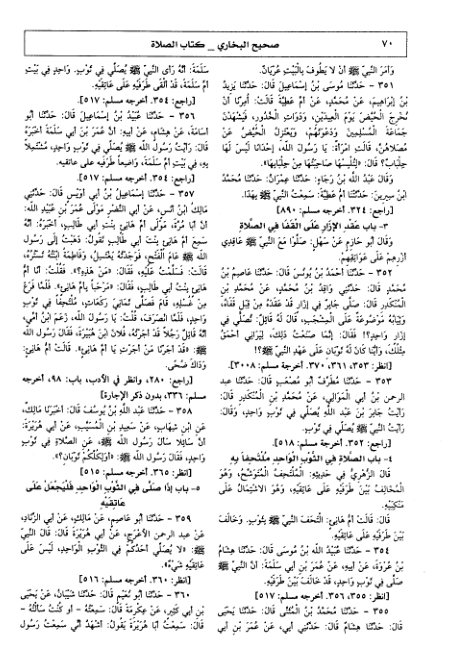 ٧٠
صحيح البخاري _ كتاب الصلاة
وَأَمَرَ النَّبِيُّ ﷺ أَنْ لَا يَطُوفَ بِالْبَيْتِ عُرْيَانٌ.
٣٥١ - حَدَّثَنَا مُوسَى بْنُ إِسْمَاعِيلَ قَالَ: حَدَّثَنَا يَزِيدُ
بْنُ إِبْرَاهِيمَ، عَنْ مُحَمَّدٍ، عَنْ أُمِّ عَطِيَّةَ قَالَتْ: أُمِرْنَا أَنْ
نُخْرِجَ الْحُيَّضَ يَوْمَ الْعِيدَيْنِ، وَذَوَاتِ الْخُدُورِ، فَيَشْهَدْنَ
جَمَاعَةَ الْمُسْلِمِينَ وَدَعْوَتَهُمْ، وَيَعْتَزِلُ الْحُيَّضُ عَنْ
مُصَلَّاهُنَّ، قَالَتِ امْرَأَةٌ: يَا رَسُولَ اللهِ، إِحْدَانَا لَيْسَ لَهَا
جِلْبَابٌ؟ قَالَ: «لِتُلْبِسْهَا صَاحِبَتُهَا مِنْ جِلْبَابِهَا».
وَقَالَ عَبْدُ اللهِ بْنُ رَجَاءٍ: حَدَّثَنَا عِمْرَانُ: حَدَّثَنَا مُحَمَّدُ
ابْنُ سِيرِينَ: حَدَّثَتْنَا أُمُّ عَطِيَّةَ: سَمِعْتُ النَّبِيَّ ﷺ بِهَذَا.
[راجع: ٣٢٤. أخرجه مسلم: ٨٩٠]
٣- باب عَقْدِ الإِزَارِ عَلَى الْقَفَا فِي الصَّلَاةِ
وَقَالَ أَبُو حَازِمٍ عَنْ سَهْلٍ: صَلَّوْا مَعَ النَّبِيِّ ﷺ عَاقِدِي
أُزْرِهِمْ عَلَى عَوَاتِقِهِمْ.
٣٥٢ - حَدَّثَنَا أَحْمَدُ بْنُ يُونُسَ قَالَ: حَدَّثَنَا عَاصِمُ بْنُ
مُحَمَّدٍ قَالَ: حَدَّثَنِي وَاقِدُ بْنُ مُحَمَّدٍ، عَنْ مُحَمَّدِ بْنِ
الْمُنْكَدِرِ قَالَ: صَلَّى جَابِرٌ فِي إِزَارٍ قَدْ عَقَدَهُ مِنْ قِبَلِ قَفَاهُ،
وَثِيَابُهُ مَوْضُوعَةٌ عَلَى الْمِشْجَبِ، قَالَ لَهُ قَائِلٌ: تُصَلِّي فِي
إِزَارٍ وَاحِدٍ؟! فَقَالَ: إِنَّمَا صَنَعْتُ ذَلِكَ، لِيَرَانِي أَحْمَقُ
مِثْلُكَ، وَأَيُّنَا كَانَ لَهُ ثَوْبَانِ عَلَى عَهْدِ النَّبِيِّ ﷺ؟!
[انظر: ٣٥٣، ٣٦١، ٣٧٠. أخرجه مسلم: ٣٠٠٨]
٣٥٣ - حَدَّثَنَا مُطَرِّفٌ أَبُو مُصْعَبٍ قَالَ: حَدَّثَنَا عبد
الرحمن بْنُ أَبِي الْمَوَالِي، عَنْ مُحَمَّدِ بْنِ الْمُنْكَدِرِ قَالَ:
رَأَيْتُ جَابِرَ بْنَ عَبْدِ اللهِ يُصَلِّي فِي ثَوْبٍ وَاحِدٍ، وَقَالَ:
رَأَيْتُ النَّبِيَّ ﷺ يُصَلِّي فِي ثَوْبٍ.
[راجع: ٣٥٢. أخرجه مسلم: ٥١٨]
٤- باب الصَّلَاةِ فِي الثَّوْبِ الْوَاحِدِ مُلْتَحِفاً بِهِ
قَالَ الزُّهْرِيُّ فِي حَدِيثِهِ: الْمُلْتَحِفُ الْمُتَوَشِّحُ، وَهُوَ
الْمُخَالِفُ بَيْنَ طَرَفَيْهِ عَلَى عَاتِقَيْهِ، وَهُوَ الاشْتِمَالُ عَلَى
مَنْكِبَيْهِ.
قَالَ: قَالَتْ أُمُّ هَانِئٍ: الْتَحَفَ النَّبِيُّ ﷺ بِثَوْبٍ. وَخَالَفَ
بَيْنَ طَرَفَيْهِ عَلَى عَاتِقَيْهِ.
٣٥٤ - حَدَّثَنَا عُبَيْدُ اللهِ بْنُ مُوسَى قَالَ: حَدَّثَنَا هِشَامُ
بْنُ عُرْوَةَ، عَنْ أَبِيهِ، عَنْ عُمَرَ بْنِ أَبِي سَلَمَةَ: أَنَّ النَّبِيَّ ﷺ
صَلَّى فِي ثَوْبٍ وَاحِدٍ، قَدْ خَالَفَ بَيْنَ طَرَفَيْهِ.
[انظر: ٣٥٥، ٣٥٦. أخرجه مسلم: ٥١٧]
٣٥٥ - حَدَّثَنَا مُحَمَّدُ بْنُ الْمُثَنَّى قَالَ: حَدَّثَنَا يَحْيَى
قَالَ: حَدَّثَنَا هِشَامٌ قَالَ: حَدَّثَنِي أَبِي، عَنْ عُمَرَ بْنِ أَبِي
سَلَمَةَ: أَنَّهُ رَأَى النَّبِيَّ ﷺ يُصَلِّي فِي ثَوْبٍ. وَاحِدٍ فِي بَيْتِ
أُمِّ سَلَمَةَ، قَدْ أَلْقَى طَرَفَيْهِ عَلَى عَاتِقَيْهِ.
[راجع: ٣٥٤. أخرجه مسلم: ٥١٧]
٣٥٦ - حَدَّثَنَا عُبَيْدُ بْنُ إِسْمَاعِيلَ قَالَ: حَدَّثَنَا أَبُو
أُسَامَةَ، عَنْ هِشَامٍ، عَنْ أَبِيهِ: أَنَّ عُمَرَ بْنَ أَبِي سَلَمَةَ أَخْبَرَهُ
قَالَ: رَأَيْتُ رَسُولَ اللهِ ﷺ يُصَلِّي فِي ثَوْبٍ وَاحِدٍ، مُشْتَمِلاً
بِهِ، فِي بَيْتِ أُمِّ سَلَمَةَ، وَاضِعاً طَرَفَيْهِ عَلَى عاتقيه.
[راجع: ٣٥٤. أخرجه مسلم: ٥١٧]
٣٥٧ - حَدَّثَنَا إِسْمَاعِيلُ بْنُ أَبِي أُوَيْسٍ قَالَ: حَدَّثَنِي
مَالِكُ ابْنُ أَنَسٍ، عَنْ أَبِي النَّضْرِ مَوْلَى عُمَرَ بْنِ عُبَيْدِ اللهِ:
أَنَّ أَبَا مُرَّةَ، مَوْلَى أُمِّ هَانِئٍ بِنْتِ أَبِي طَالِبٍ، أَخْبَرَهُ: أَنَّهُ
سَمِعَ أُمَّ هَانِئٍ بِنْتَ أَبِي طَالِبٍ تَقُولُ: ذَهَبْتُ إِلَى رَسُولِ
اللهِ ﷺ عَامَ الْفَتْحِ، فَوَجَدْتُهُ يَغْتَسِلُ، وَفَاطِمَةُ ابْنَتُهُ تَسْتُرُهُ،
قَالَتْ: فَسَلَّمْتُ عَلَيْهِ، فَقَالَ: «مَنْ هَذِهِ؟». فَقُلْتُ: أَنَا أُمُّ
هَانِئٍ بِنْتُ أَبِي طَالِبٍ، فَقَالَ: «مَرْحَباً بِأُمِّ هَانِئٍ». فَلَمَّا فَرَغَ
مِنْ غُسْلِهِ، قَامَ فَصَلَّى ثَمَانِيَ رَكَعَاتٍ، مُلْتَحِفاً فِي ثَوْبٍ
وَاحِدٍ، فَلَمَّا انْصَرَفَ، قُلْتُ: يَا رَسُولَ اللهِ، زَعَمَ ابْنُ أُمِّي،
أَنَّهُ قَاتِلٌ رَجُلاً قَدْ أَجَرْتُهُ، فُلَانَ ابْنَ هُبَيْرَةَ، فَقَالَ رَسُولُ اللهِ
ﷺ: «قَدْ أَجَرْنَا مَنْ أَجَرْتِ يَا أُمَّ هَانِئٍ». قَالَتْ أُمُّ هَانِئٍ:
وَذَاكَ ضُحًى.
[راجع: ٢٨٠، وانظر في الأدب، باب: ٩٨، أخرجه
مسلم: ٣٣٦، بدون ذكر الإجارة]
٣٥٨ - حَدَّثَنَا عَبْدُ اللهِ بْنُ يُوسُفَ قَالَ: أَخْبَرَنَا مَالِكٌ،
عَنِ ابْنِ شِهَابٍ، عَنْ سَعِيدِ بْنِ الْمُسَيَّبِ، عَنْ أَبِي هُرَيْرَةَ:
أَنَّ سَائِلاً سَأَلَ رَسُولَ اللهِ ﷺ، عَنِ الصَّلَاةِ فِي ثَوْبٍ
وَاحِدٍ، فَقَالَ رَسُولُ اللهِ ﷺ: «أَوَلِكُلِّكُمْ ثَوْبَانِ؟».
[انظر: ٣٦٥. أخرجه مسلم: ٥١٥]
٥- باب إِذَا صَلَّى فِي الثَّوْبِ الْوَاحِدِ فَلْيَجْعَلْ عَلَى
عَاتِقَيْهِ
٣٥٩ - حَدَّثَنَا أَبُو عَاصِمٍ، عَنْ مَالِكٍ، عَنْ أَبِي الزِّنَادِ،
عَنْ عبد الرحمن الأَعْرَجِ، عَنْ أَبِي هُرَيْرَةَ قَالَ: قَالَ النَّبِيُّ
ﷺ: «لَا يُصَلِّي أَحَدُكُمْ فِي الثَّوْبِ الْوَاحِدِ، لَيْسَ عَلَى
عَاتِقَيْهِ شَيْءٌ».
[انظر: ٣٦٠. أخرجه مسلم: ٥١٦]
٣٦٠ - حَدَّثَنَا أَبُو نُعَيْمٍ قَالَ: حَدَّثَنَا شَيْبَانُ، عَنْ يَحْيَى
بْنِ أَبِي كَثِيرٍ، عَنْ عِكْرِمَةَ قَالَ: سَمِعْتُهُ - أَوْ كُنْتُ سَأَلْتُهُ -
قَالَ: سَمِعْتُ أَبَا هُرَيْرَةَ يَقُولُ: أَشْهَدُ أَنِّي سَمِعْتُ رَسُولَ